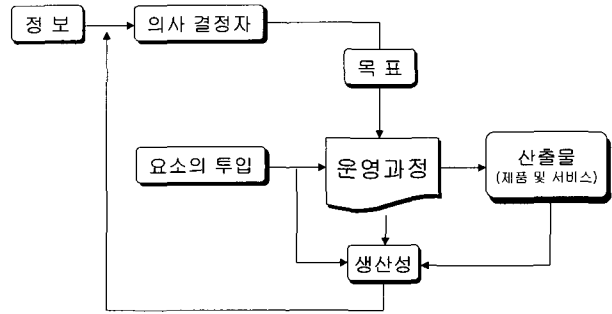 정 보
의사 결정자
목 표
요소의 투입
운영과정
산출물
(제품 및 서비스)
생산성